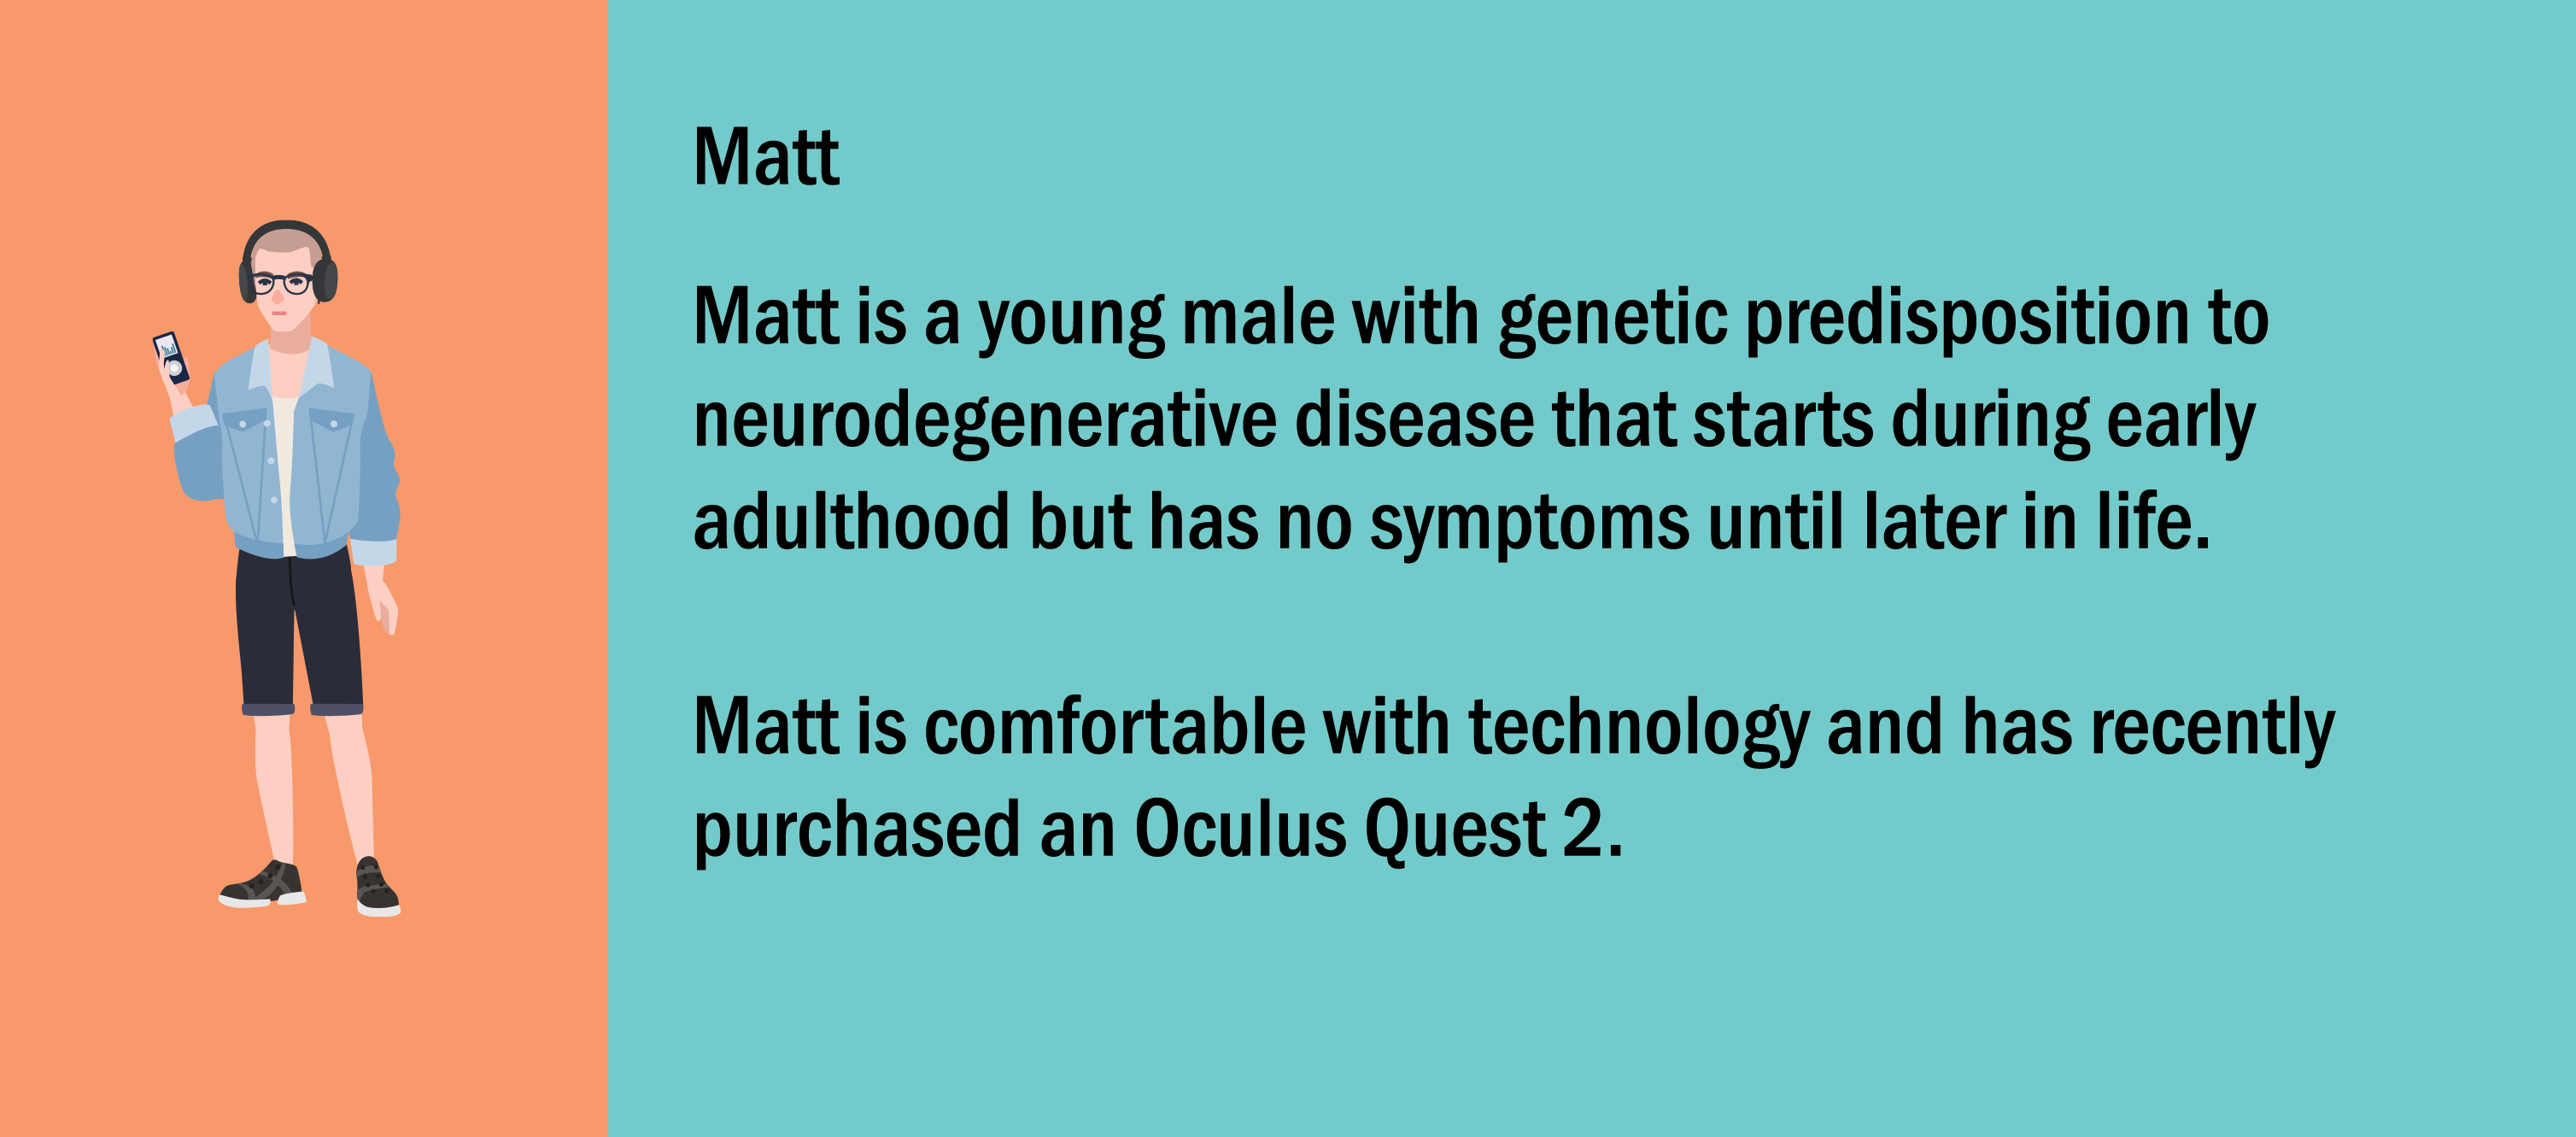 Matt
Matt is a young male with genetic predisposition to
neurodegenerative disease that starts during early
adulthood but has no symptoms until later in life.
Matt is comfortable with technology and has recently
purchased an Oculus Quest 2.